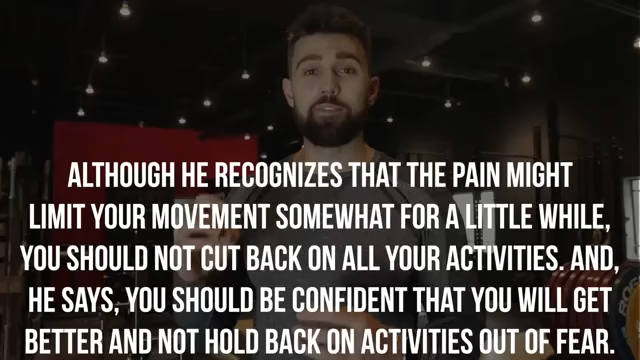 ALTHOUGH HE RECOGNIZES THAT THE PAIN MIGHT
LIMIT YOUR MOVEMENT SOMEWHAT FOR A LITTLE WHILE,
YOU SHOULD NOT CUT BACK ON ALL YOUR ACTIVITIES. AND,
HE SAYS, YOU SHOULD BE CONFIDENT THAT YOU WILL GET
BETTER AND NOT HOLD BACK ON ACTIVITIES OUT OF FEAR.